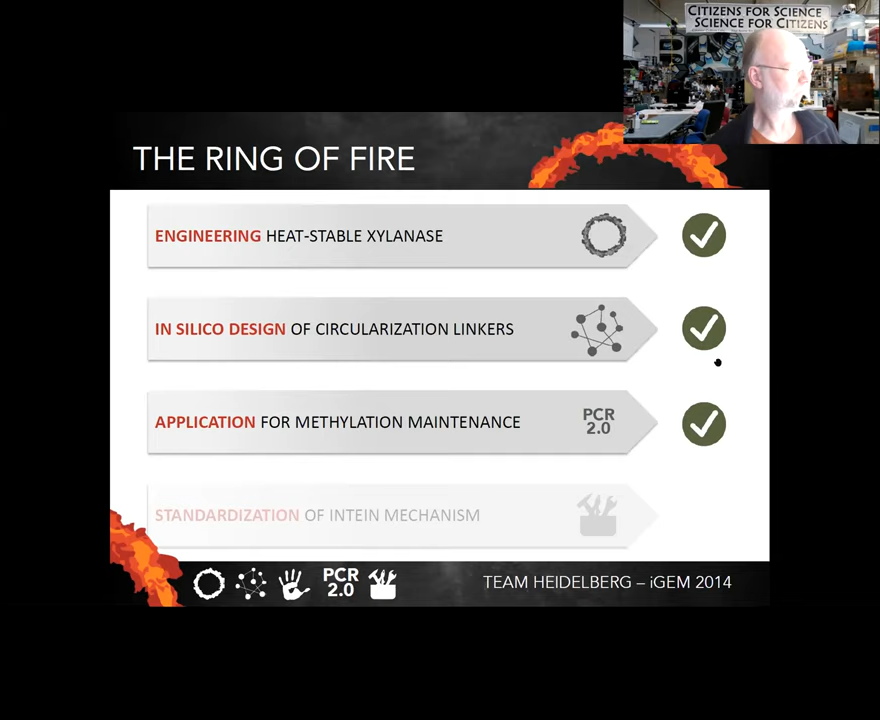 CITIZENS FOR SCIENCE
SCIENCE FOR CITIZENS
THE RING OF FIRE
ENGINEERING HEAT-STABLE XYLANASE
IN SILICO DESIGN OF CIRCULARIZATION LINKERS
APPLICATION FOR METHYLATION MAINTENANCE
PCR
2.0
STANDARDIZATION OF INTEIN MECHANISM
PCR
2.0
TEAM HEIDELBERG – iGEM 2014